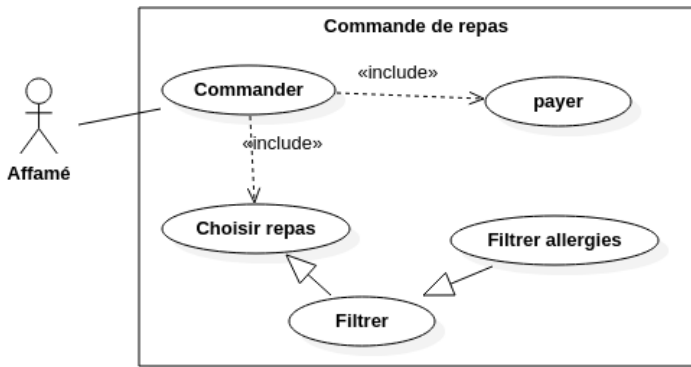 Commande de repas
Commander
«include»
payer
Affamé
«include»
Choisir repas
Filtrer allergies
Filtrer